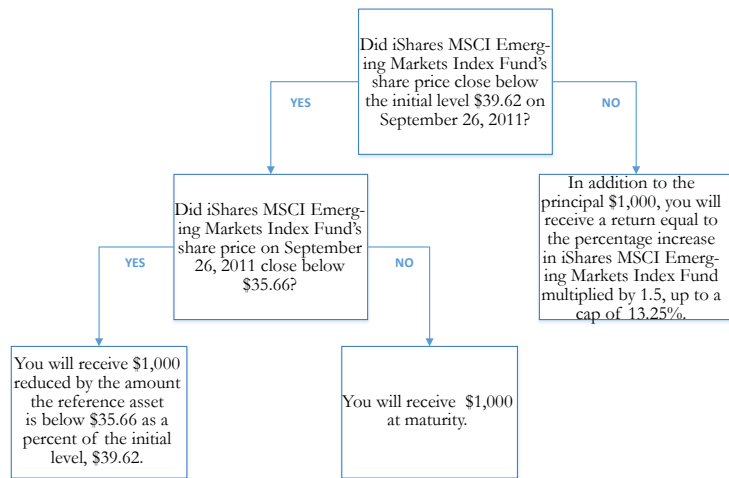 Did iShares MSCI Emerg-
ing Markets Index Fund's
share price close below
the initial level $39.62 on
September 26, 2011?
YES
NO
Did iShares MSCI Emerg-
ing Markets Index Fund's
share price on September
26, 2011 close below
$35.66?
In addition to the
principal $1,000, you will
receive a return equal to
the percentage increase
in iShares MSCI Emerg-
ing Markets Index Fund
multiplied by 1.5, up to a
cap of 13.25%.
YES
NO
You will receive $1,000
reduced by the amount
the reference asset
is below $35.66 as a
percent of the initial
level, $39.62.
You will receive $1,000
at maturity.